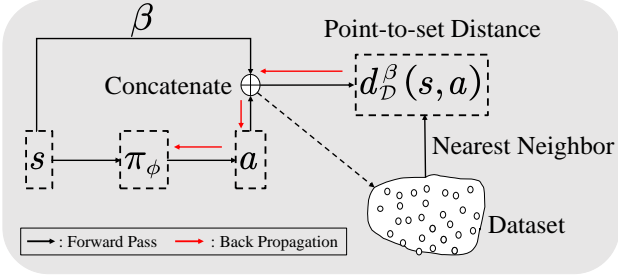 β
Point-to-set Distance
Concatenate
⊕
d_D^β(s,a)
s
π_ϕ
a
Nearest Neighbor
Dataset
: Forward Pass
: Back Propagation